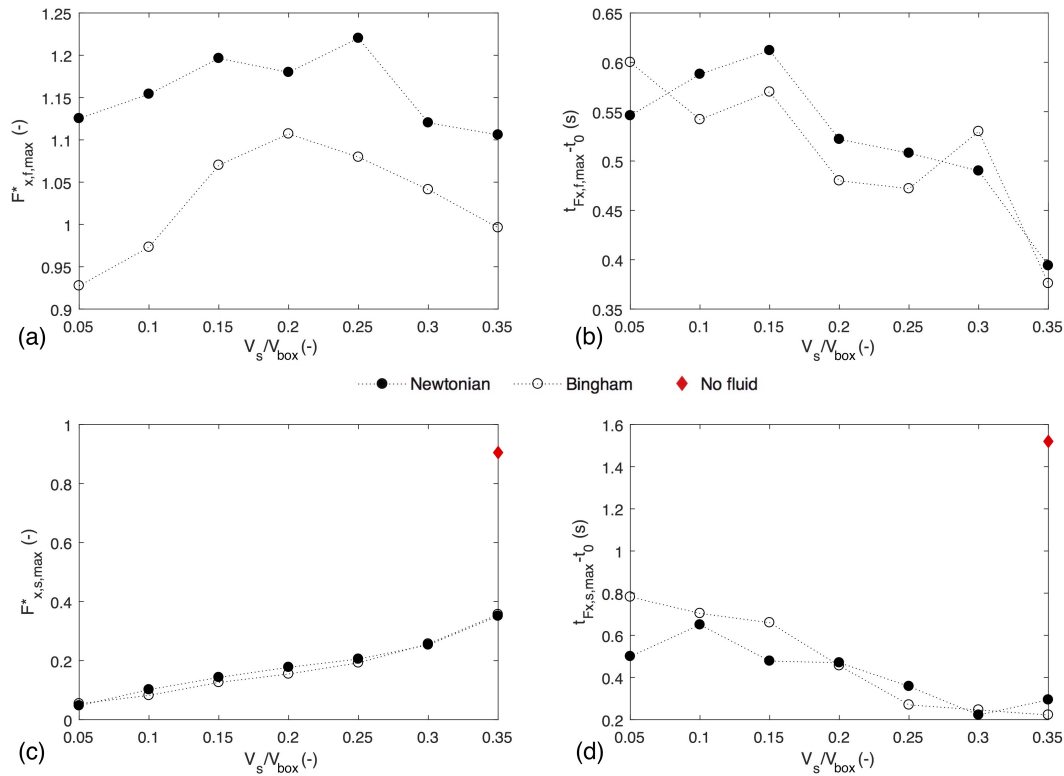 1.3
1.25
1.2
1.15
1.1
1.05
1
0.95
0.9
F*x,f,max (-)
0.05 0.1 0.15 0.2 0.25 0.3 0.35
(a)
Vs/Vbox (-)
0.65
0.6
0.55
0.5
0.45
0.4
0.35
tFx,f,max-t0 (s)
0.05 0.1 0.15 0.2 0.25 0.3 0.35
(b)
Vs/Vbox (-)
Newtonian Bingham No fluid
1
0.8
0.6
0.4
0.2
0
F*x,s,max (-)
0.05 0.1 0.15 0.2 0.25 0.3 0.35
(c)
Vs/Vbox (-)
1.6
1.4
1.2
1
0.8
0.6
0.4
0.2
tFx,s,max-t0 (s)
0.05 0.1 0.15 0.2 0.25 0.3 0.35
(d)
Vs/Vbox (-)